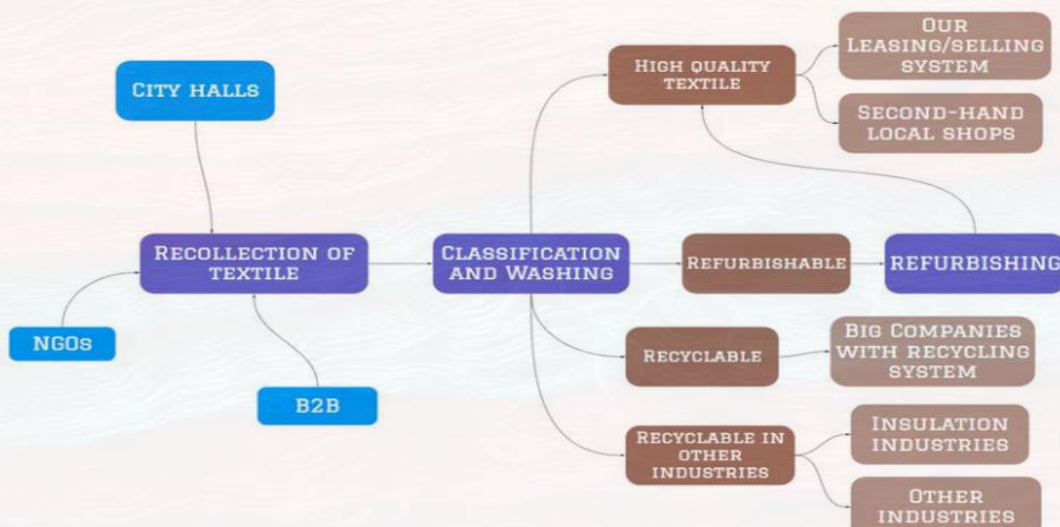 OUR
LEASING/SELLING
SYSTEM
HIGH QUALITY
TEXTILE
CITY HALLS
SECOND-HAND
LOCAL SHOPS
RECOLLECTION OF
TEXTILE
CLASSIFICATION
AND WASHING
REFURBISHABLE
REFURBISHING
NGOS
RECYCLABLE
BIG COMPANIES
WITH RECYCLING
SYSTEM
B2B
RECYCLABLE IN
OTHER
INDUSTRIES
INSULATION
INDUSTRIES
OTHER
INDUSTRIES